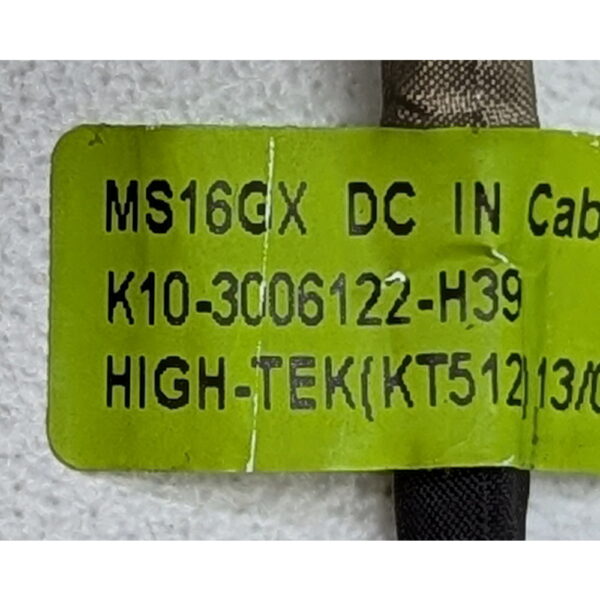 MS16GX DC IN Cab
K10-3006122-H39
HIGH-TEK(KT512)13/0